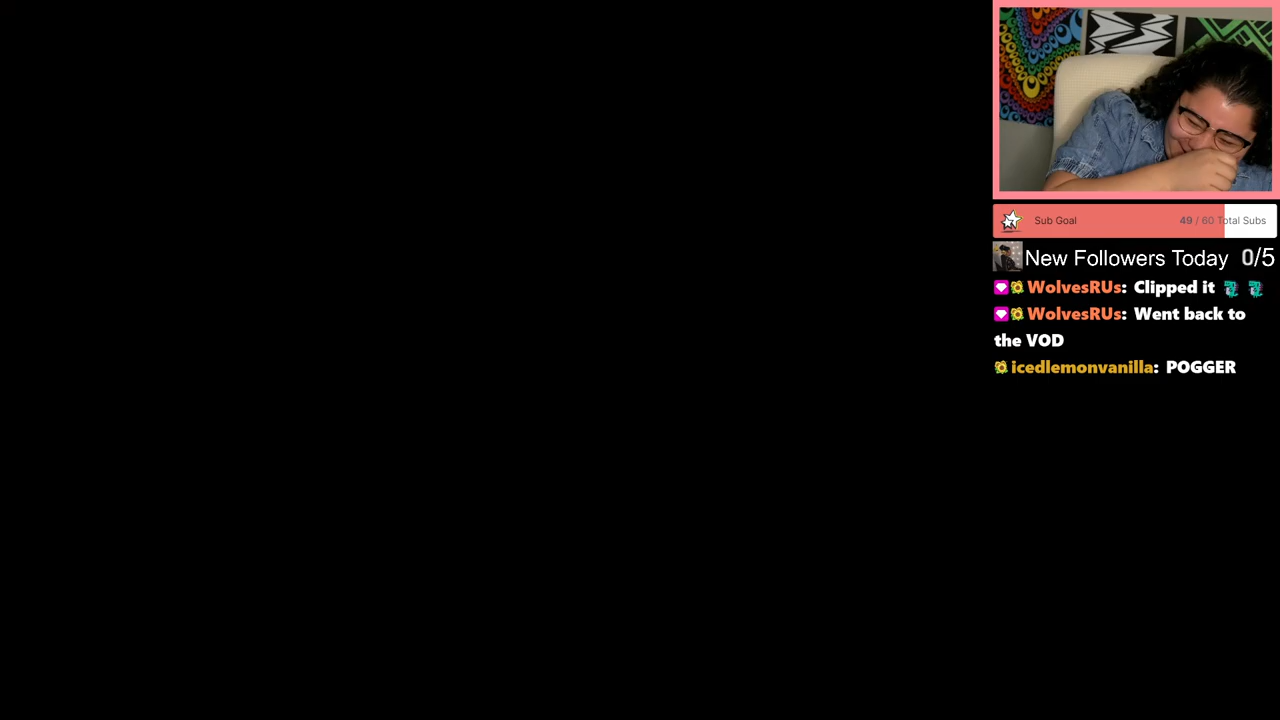 Sub Goal 49 / 60 Total Subs
New Followers Today 0/5
WolvesRUs: Clipped it
WolvesRUs: Went back to
the VOD
icedlemonvanilla: POGGER